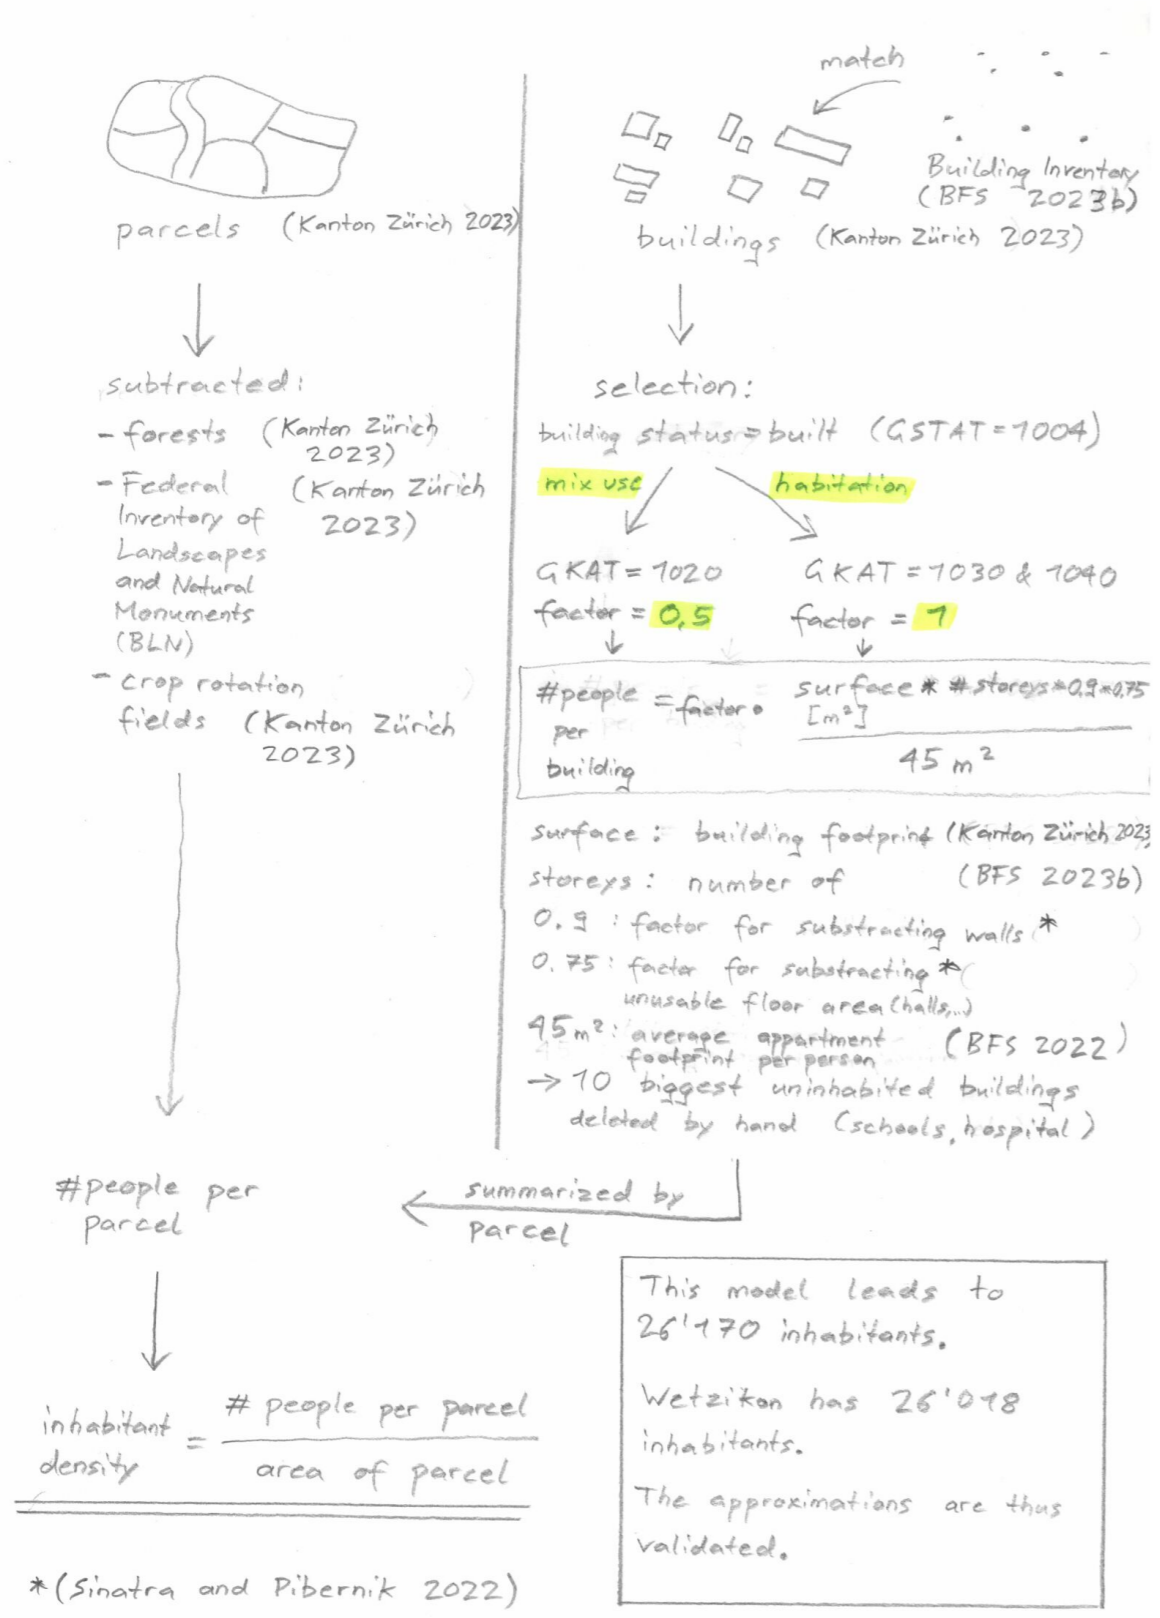 match
Building Inventory
(BFS 2023b)
parcels (Kanton Zürich 2023)
buildings (Kanton Zürich 2023)
subtracted:
- forests (Kanton Zürich
2023)
- Federal (Kanton Zürich
Inventory of 2023)
Landscapes
and Natural
Monuments
(BLN)
- crop rotation
fields (Kanton Zürich
2023)
selection:
building status = built (GSTAT=1004)
mix use habitation
GKAT = 1020 GKAT = 1030 & 1040
factor = 0,5 factor = 1
#people = factor • surface * #storeys*0,9*0,75
per [m²]
building 45 m²
surface: building footprint (Kanton Zürich 2023
storeys: number of (BFS 2023b)
0.9: factor for substracting walls *
0.75: factor for substracting *
unusable floor area (halls,..)
45m²: average appartment (BFS 2022)
footprint per person
→ 10 biggest uninhabited buildings
deleted by hand (schools, hospital)
#people per
parcel
summarized by
parcel
inhabitant = # people per parcel
density area of parcel
This model leads to
26'170 inhabitants.
Wetzikon has 26'018
inhabitants.
The approximations are thus
validated.
*(Sinatra and Pibernik 2022)